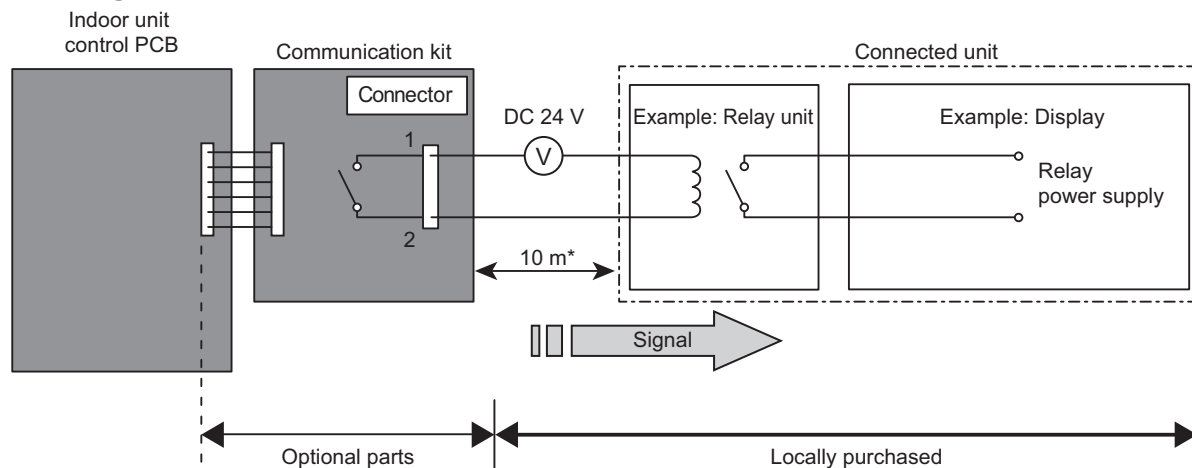 Indoor unit
control PCB
Communication kit
Connected unit
Connector
DC 24 V
Example: Relay unit
Example: Display
1
V
Relay
power supply
2
10 m*
Signal
Optional parts
Locally purchased